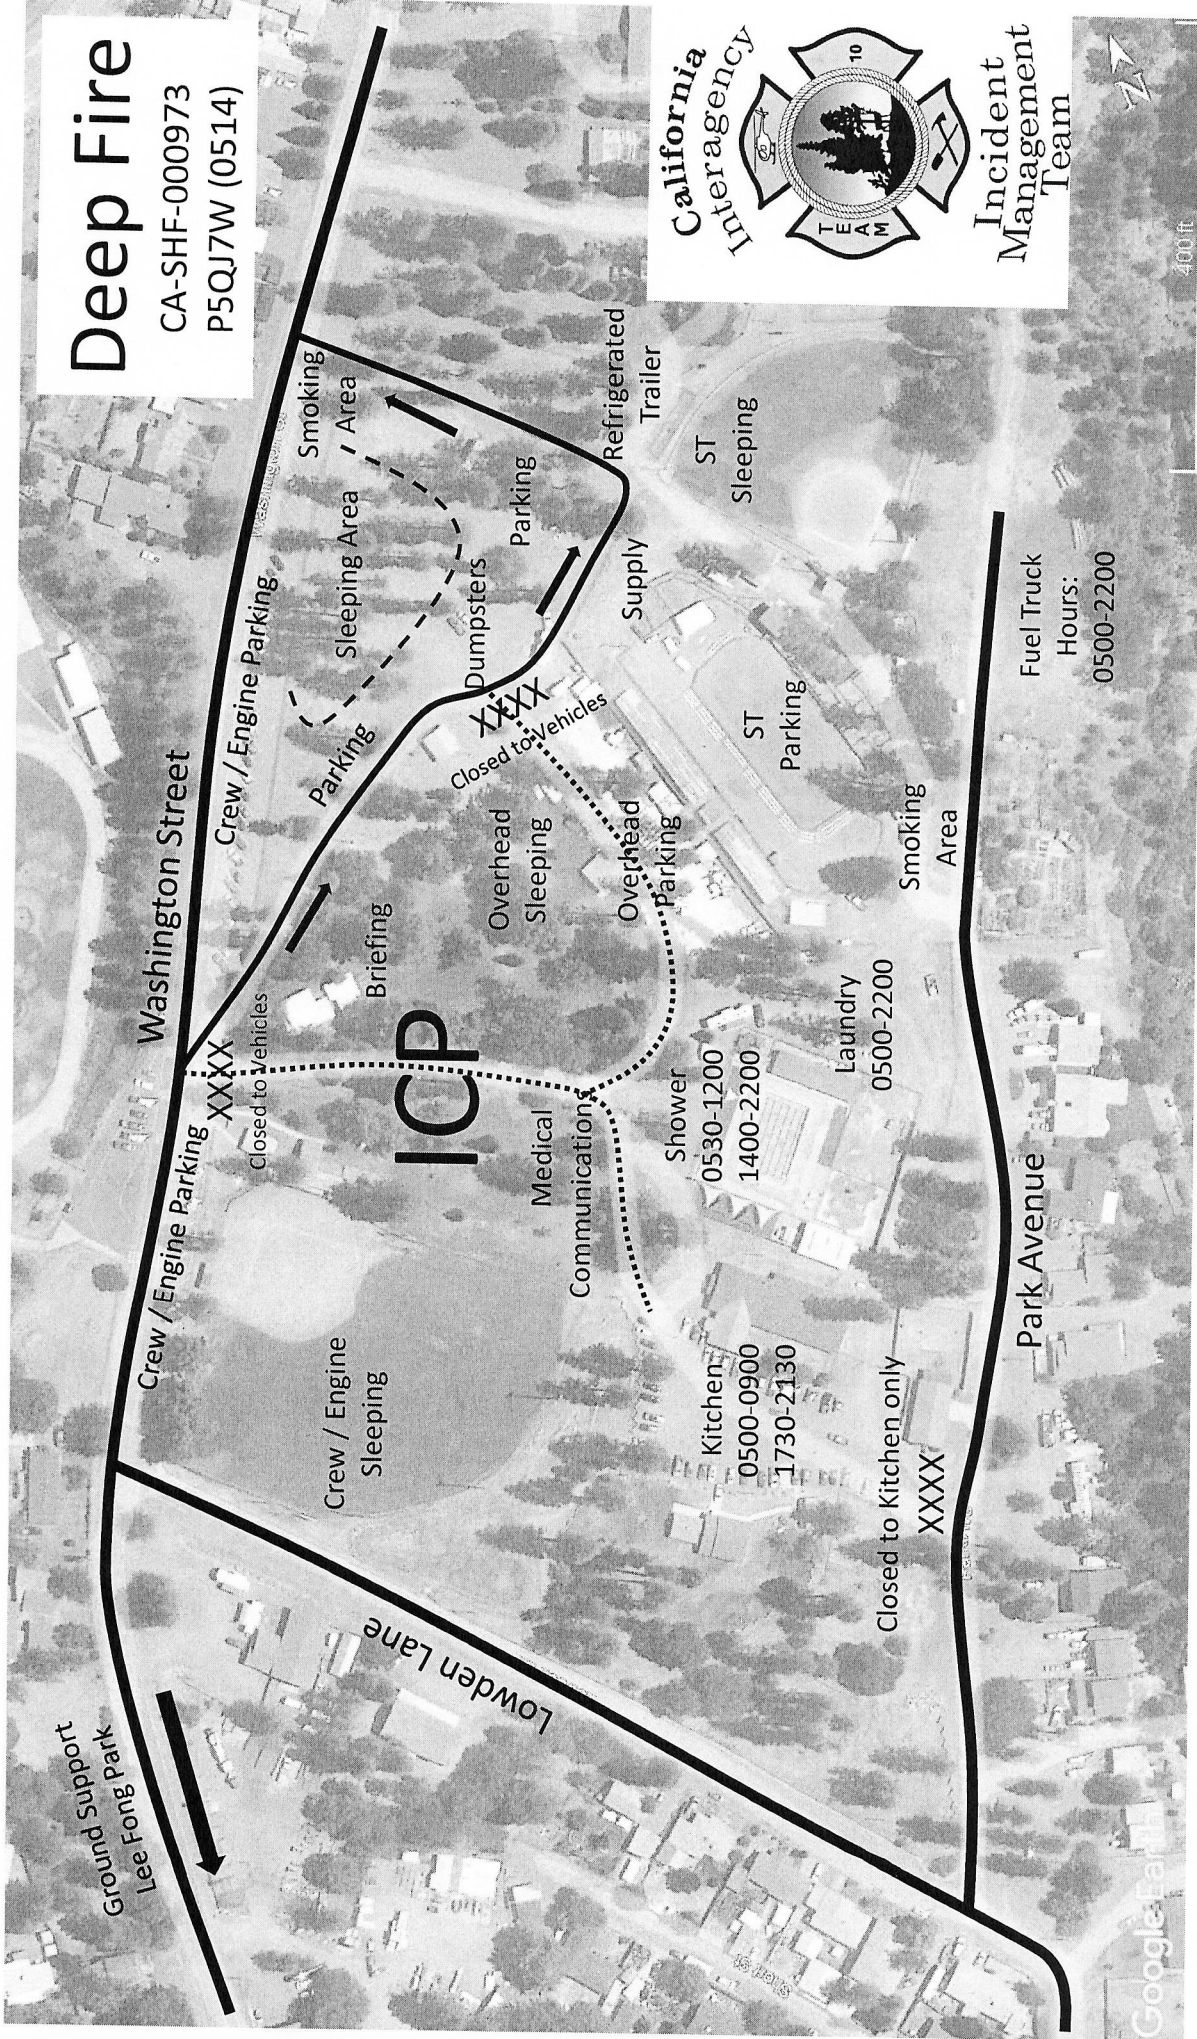 Deep Fire
CA-SHF-000973
P5QJ7W (0514)
Ground Support
Lee Fong Park
Washington Street
Crew / Engine Parking
Crew / Engine Parking
XXXX
Closed to Vehicles
Smoking
Area
Sleeping Area
Parking
Parking
Dumpsters
XXXX
Closed to Vehicles
Briefing
ICP
Crew / Engine
Sleeping
Lowden Lane
Overhead
Sleeping
Overhead
Parking
Medical
Communications
Supply
Refrigerated
Trailer
ST
Sleeping
ST
Parking
Shower
0530-1200
1400-2200
Kitchen
0500-0900
1730-2130
Laundry
0500-2200
Smoking
Area
Closed to Kitchen only
XXXX
Park Avenue
Fuel Truck
Hours:
0500-2200
California
Interagency
TEAM
10
Incident
Management
Team
N
400 ft
Google Earth